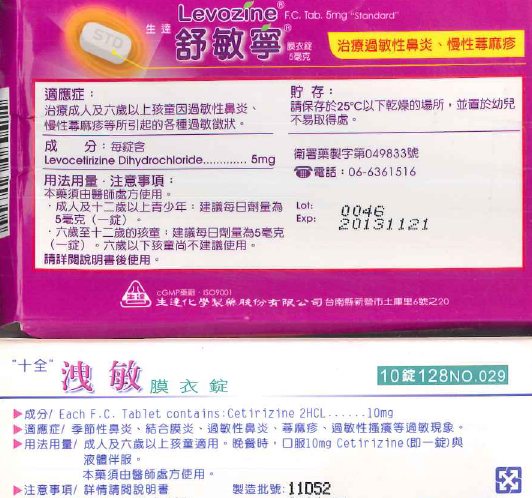 Levozine® F.C. Tab. 5mg "Standard"
生達 舒敏寧® 膜衣錠 5毫克
STD
治療過敏性鼻炎、慢性蕁麻疹
適應症：
治療成人及六歲以上孩童因過敏性鼻炎、
慢性蕁麻疹等所引起的各種過敏徵狀。
成　分：每錠含
Levocetirizine Dihydrochloride............. 5mg
用法用量．注意事項：
本藥須由醫師處方使用。
．成人及十二歲以上青少年：建議每日劑量為
5毫克（一錠）。
．六歲至十二歲的孩童：建議每日劑量為5毫克
（一錠）。六歲以下孩童尚不建議使用。
請詳閱說明書後使用。
貯存：
請保存於25°C以下乾燥的場所，並置於幼兒
不易取得處。
衛署藥製字第049833號
☎電話：06-6361516
Lot: 0046
Exp: 20131121
生達
cGMP藥廠．ISO9001
生達化學製藥股份有限公司 台南縣新營市土庫里6號之20
"十全" 洩敏 膜衣錠
10錠128NO.029
▶成分/ Each F.C. Tablet contains:Cetirizine 2HCL......10mg
▶適應症/ 季節性鼻炎、結合膜炎、過敏性鼻炎、蕁麻疹、過敏性搔癢等過敏現象。
▶用法用量/ 成人及六歲以上孩童適用。晚餐時，口服10mg Cetirizine(即一錠)與
液體伴服。
本藥須由醫師處方使用。
▶注意事項/ 詳情請閱說明書
製造批號: 11D52